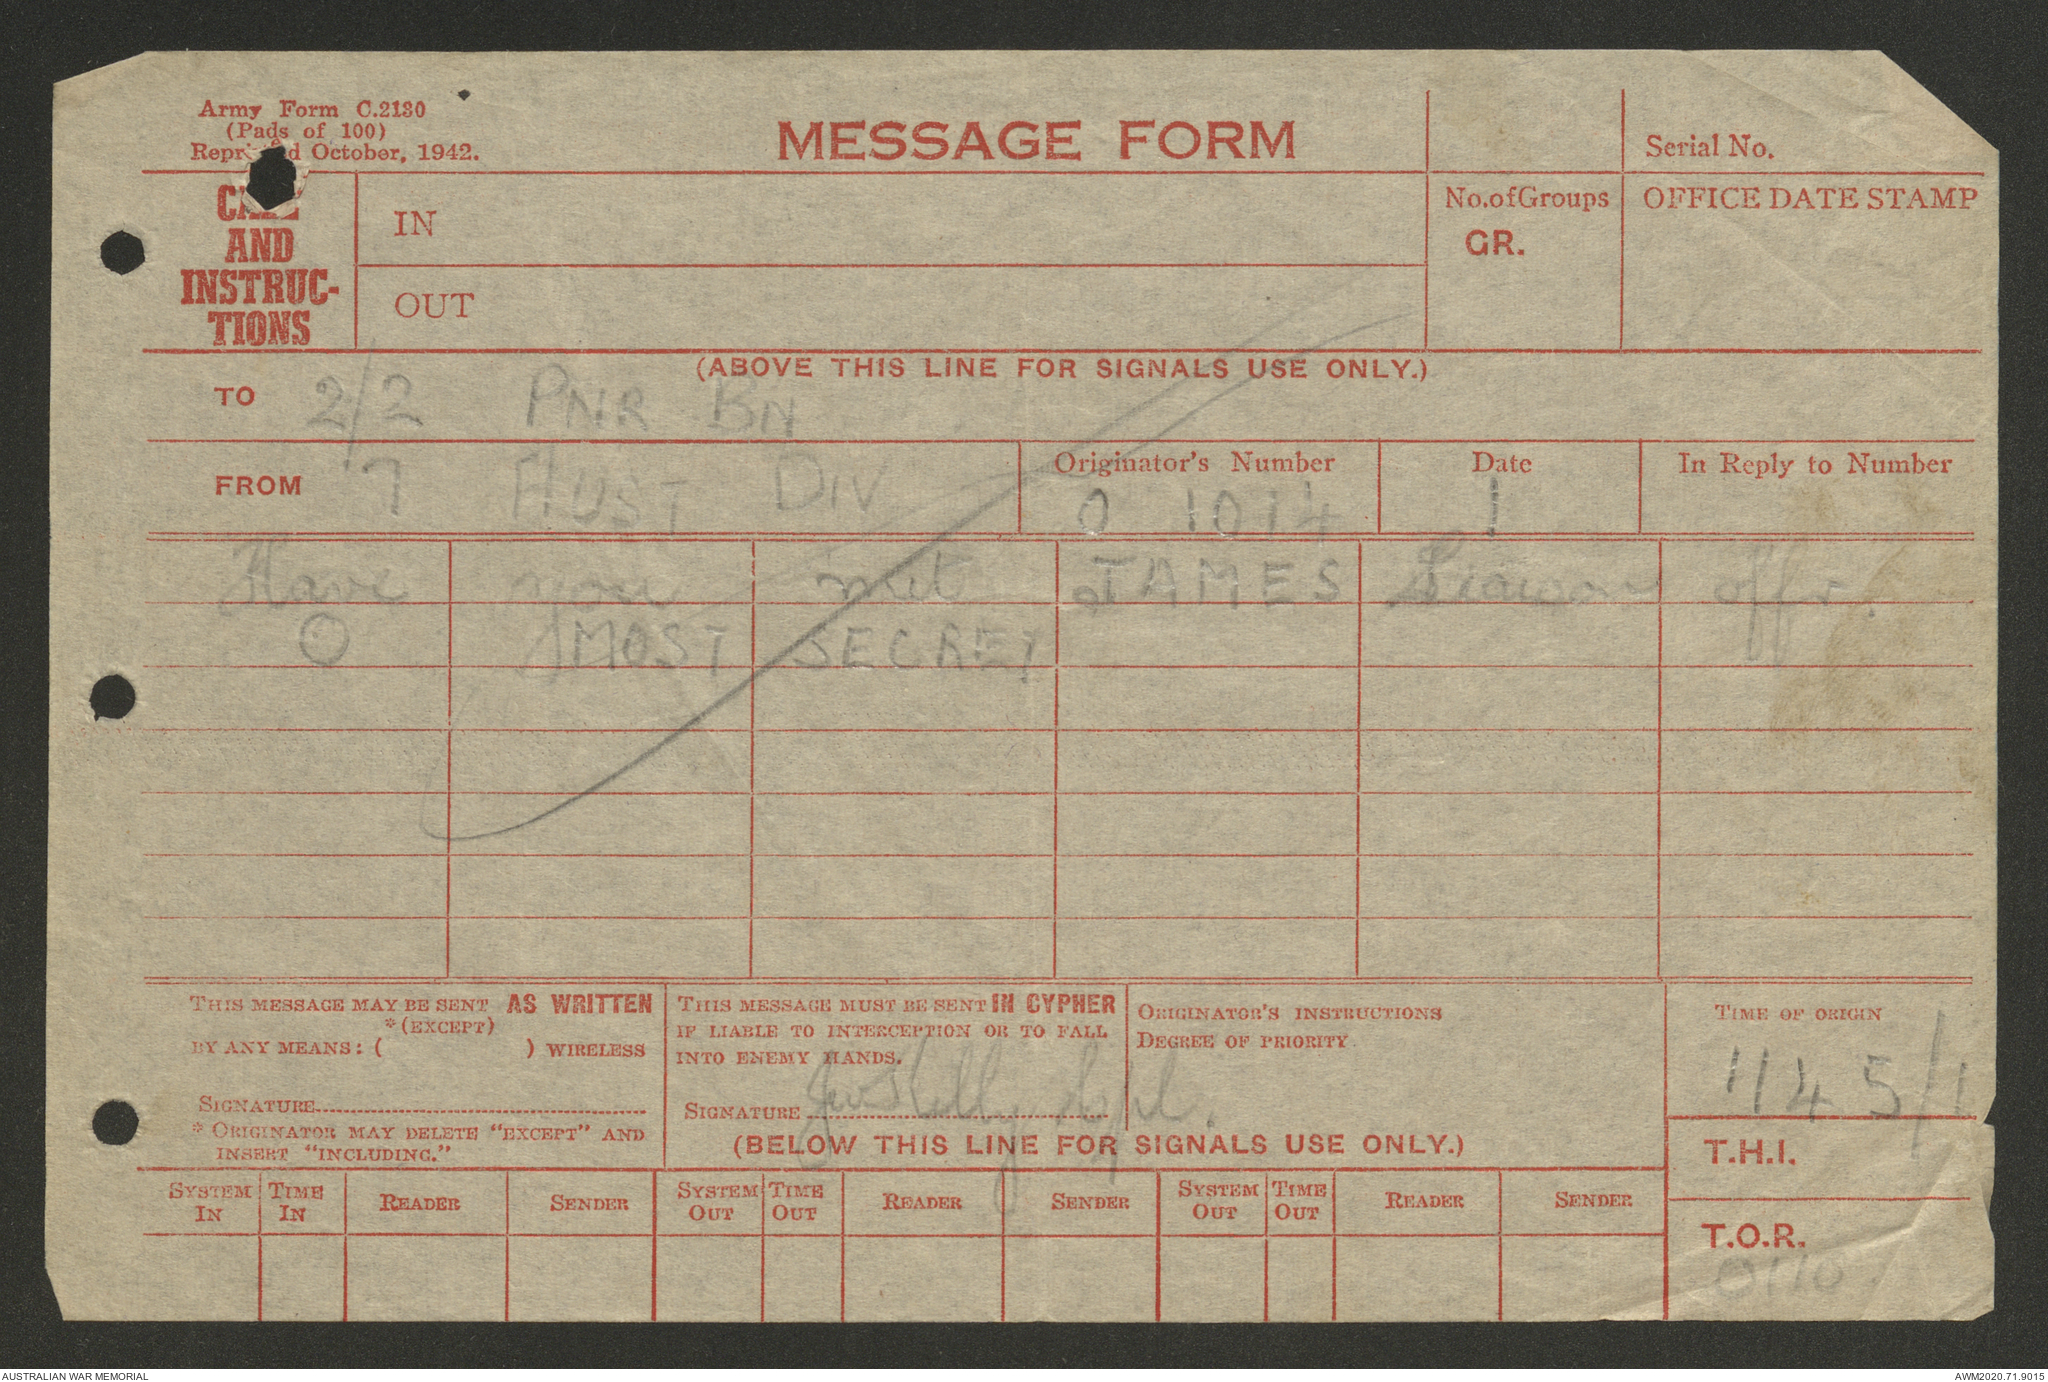 Army Form C.2130
(Pads of 100)
October, 1942.
MESSAGE FORM
Serial No.
AND
INSTRUC-
TIONS
IN
OUT
No. of Groups
GR.
OFFICE DATE STAMP
(ABOVE THIS LINE FOR SIGNALS USE ONLY.)
TO 2/2 PNR BN
FROM 7 AUST DIV
Originator's Number
0 1014
Date
1
In Reply to Number
Have you met JAMES Liaison offr.
O MOST SECRET
THIS MESSAGE MAY BE SENT AS WRITTEN
*(EXCEPT)
BY ANY MEANS: ( ) WIRELESS
SIGNATURE
* ORIGINATOR MAY DELETE "EXCEPT" AND
INSERT "INCLUDING."
THIS MESSAGE MUST BE SENT IN CYPHER
IF LIABLE TO INTERCEPTION OR TO FALL
INTO ENEMY HANDS.
SIGNATURE
ORIGINATOR'S INSTRUCTIONS
DEGREE OF PRIORITY.
TIME OF ORIGIN
1145/1
(BELOW THIS LINE FOR SIGNALS USE ONLY.)
T.H.I.
SYSTEM IN TIME IN READER SENDER SYSTEM OUT TIME OUT READER SENDER SYSTEM OUT TIME OUT READER SENDER
T.O.R.
0110
AUSTRALIAN WAR MEMORIAL
AWM2020.71.9015